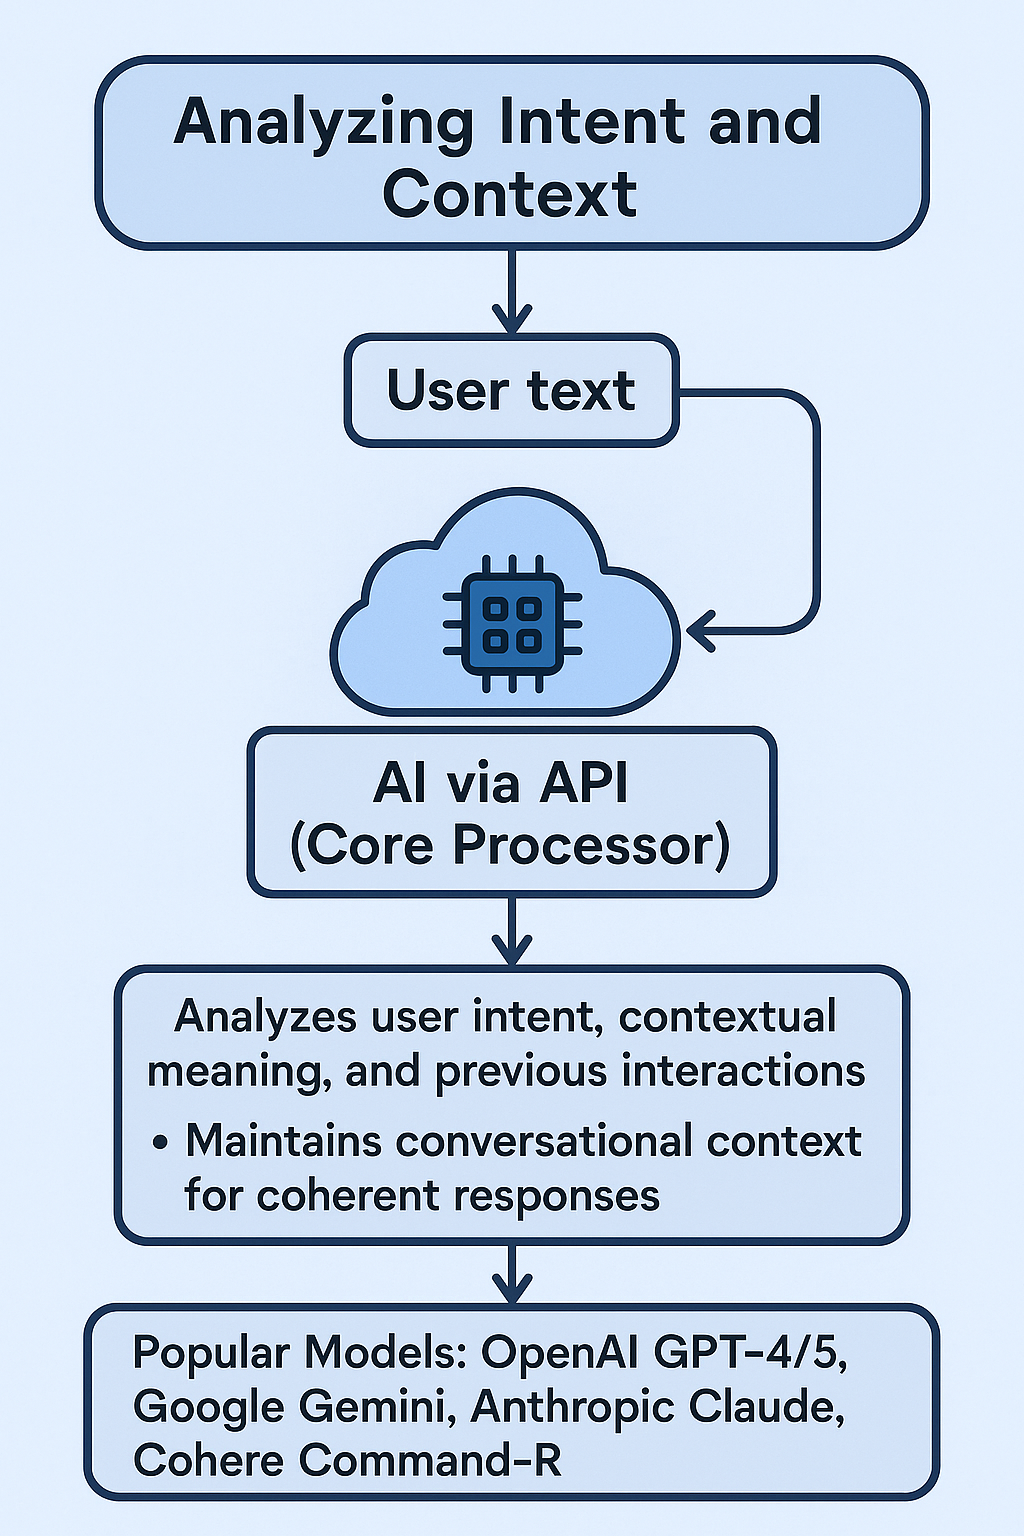 Analyzing Intent and
Context
User text
AI via API
(Core Processor)
Analyzes user intent, contextual
meaning, and previous interactions
• Maintains conversational context
for coherent responses
Popular Models: OpenAI GPT-4/5,
Google Gemini, Anthropic Claude,
Cohere Command-R